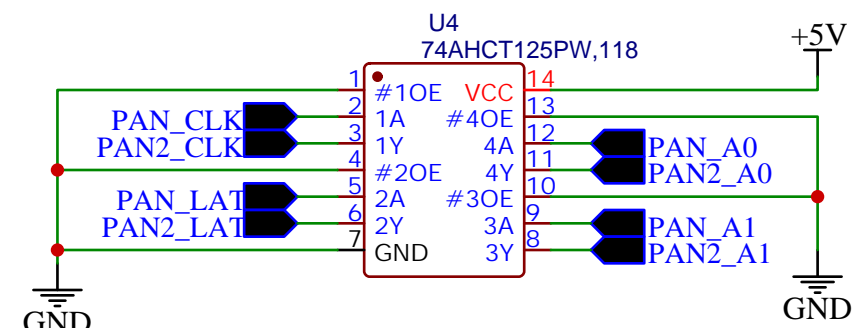 U4
74AHCT125PW,118
+5V
1 #1OE VCC 14
PAN_CLK 2 1A #4OE 13
PAN2_CLK 3 1Y 4A 12 PAN_A0
4 #2OE 4Y 11 PAN2_A0
PAN_LAT 5 2A #3OE 10
PAN2_LAT 6 2Y 3A 9 PAN_A1
7 GND 3Y 8 PAN2_A1
GND
GND